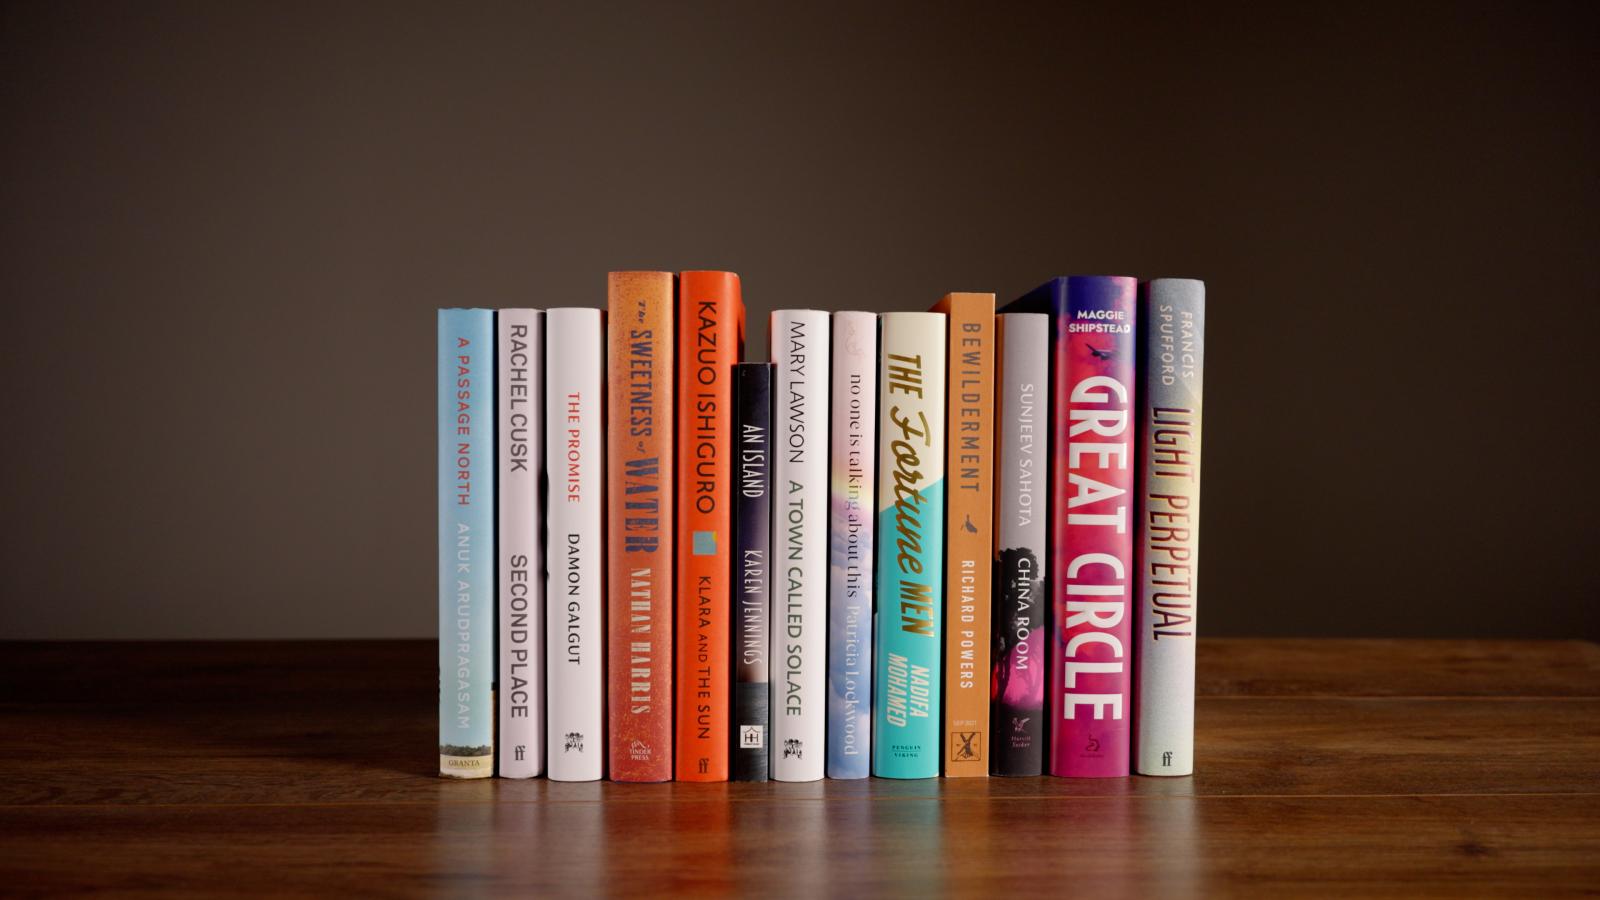 A PASSAGE NORTH ANUK ARUDPRAGASAM
GRANTA
RACHEL CUSK SECOND PLACE
ff
THE PROMISE DAMON GALGUT
The SWEETNESS of WATER NATHAN HARRIS
TINDER
PRESS
KAZUO ISHIGURO KLARA AND THE SUN
ff
AN ISLAND KAREN JENNINGS
MARY LAWSON A TOWN CALLED SOLACE
no one is talking about this Patricia Lockwood
THE Fortune MEN
NADIFA
MOHAMED
PENGUIN
VIKING
BEWILDERMENT RICHARD POWERS
SUNJEEV SAHOTA CHINA ROOM
Harvill
Secker
MAGGIE
SHIPSTEAD
GREAT CIRCLE
FRANCIS
SPUFFORD
LIGHT PERPETUAL
ff